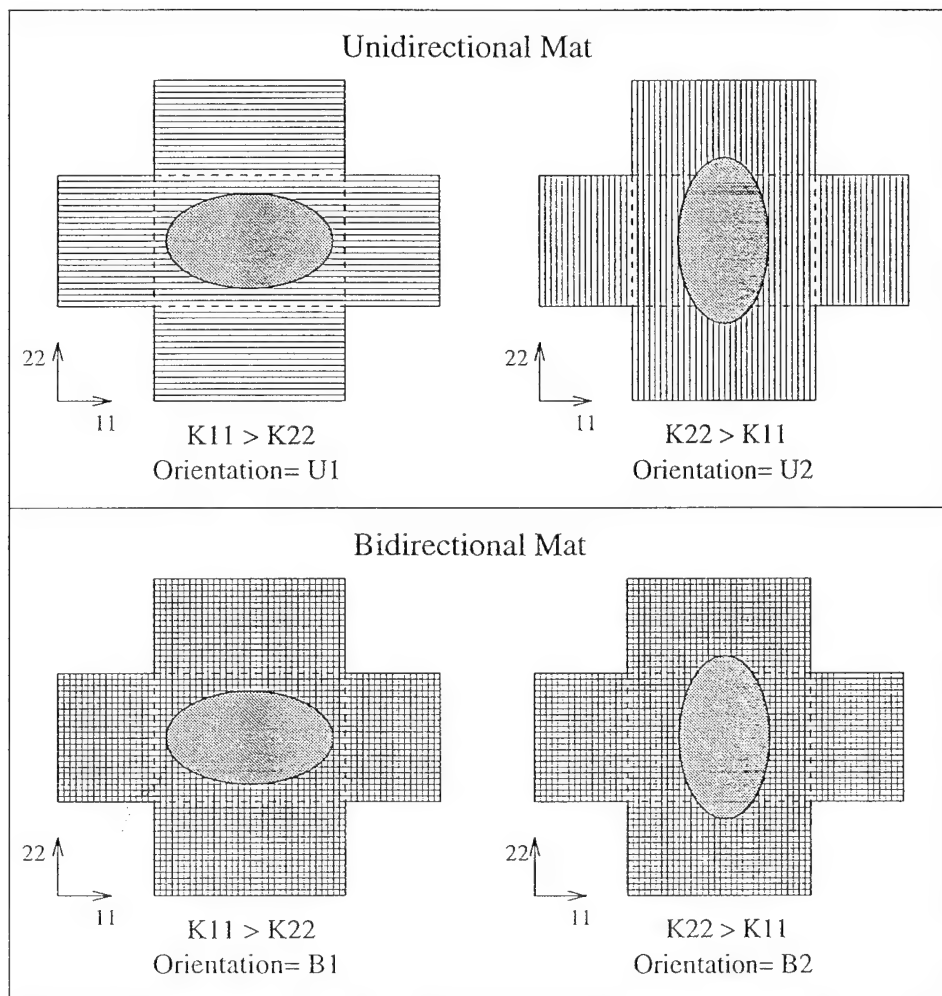 Unidirectional Mat
22
11
K11 > K22
Orientation= U1
22
11
K22 > K11
Orientation= U2
Bidirectional Mat
22
11
K11 > K22
Orientation= B1
22
11
K22 > K11
Orientation= B2